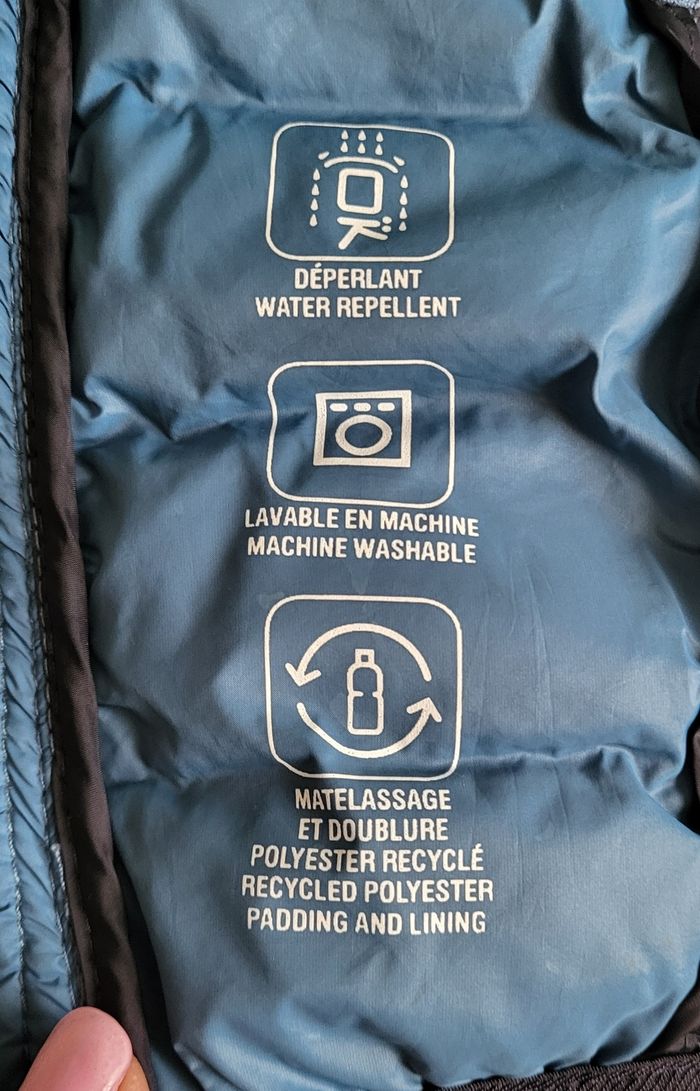 DÉPERLANT
WATER REPELLENT
LAVABLE EN MACHINE
MACHINE WASHABLE
MATELASSAGE
ET DOUBLURE
POLYESTER RECYCLÉ
RECYCLED POLYESTER
PADDING AND LINING